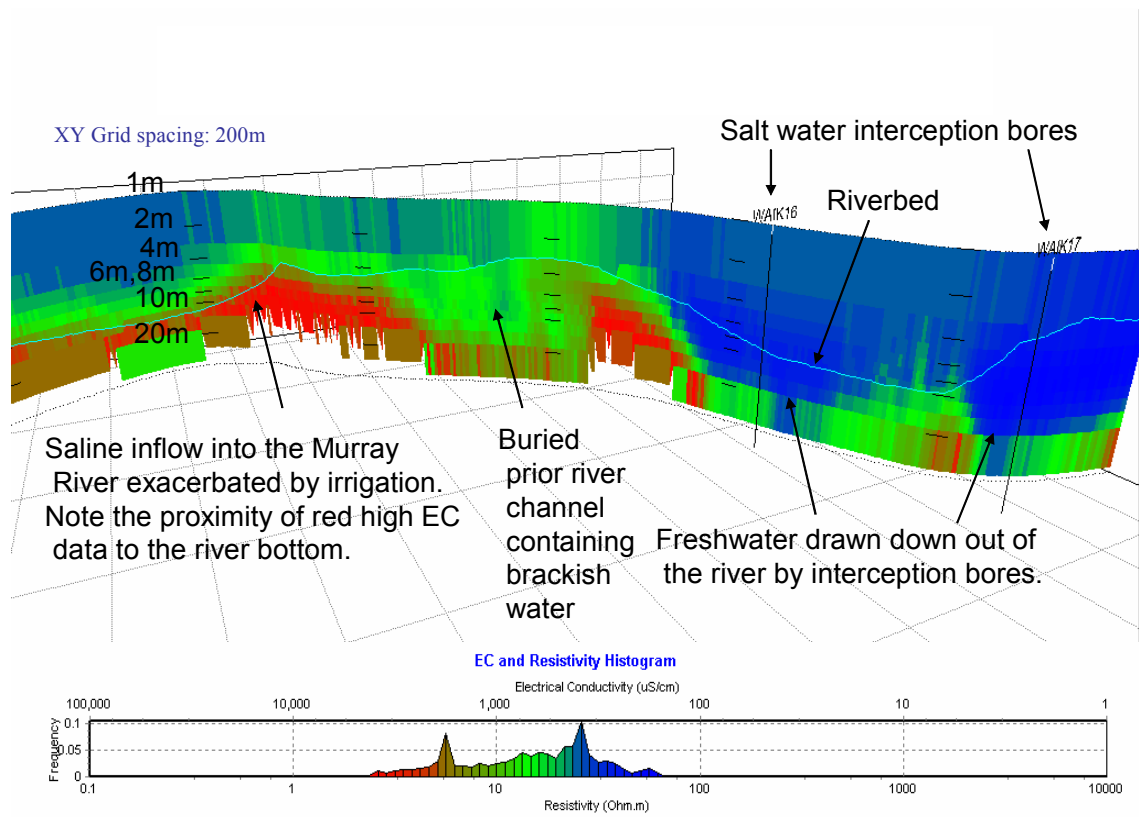 XY Grid spacing: 200m
Salt water interception bores
1m
2m
4m
6m,8m
10m
20m
WAIK16
Riverbed
WAIK17
Saline inflow into the Murray
River exacerbated by irrigation.
Note the proximity of red high EC
data to the river bottom.
Buried
prior river
channel
containing
brackish
water
Freshwater drawn down out of
the river by interception bores.
EC and Resistivity Histogram
Electrical Conductivity (uS/cm)
100,000 10,000 1,000 100 10 1
Frequency
0.1
0.05
0
0.1 1 10 100 1000 10000
Resistivity (Ohm.m)